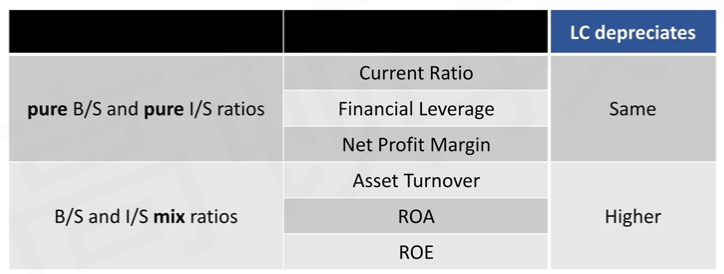 LC depreciates
pure B/S and pure I/S ratios
Current Ratio
Financial Leverage
Net Profit Margin
Same
B/S and I/S mix ratios
Asset Turnover
ROA
ROE
Higher